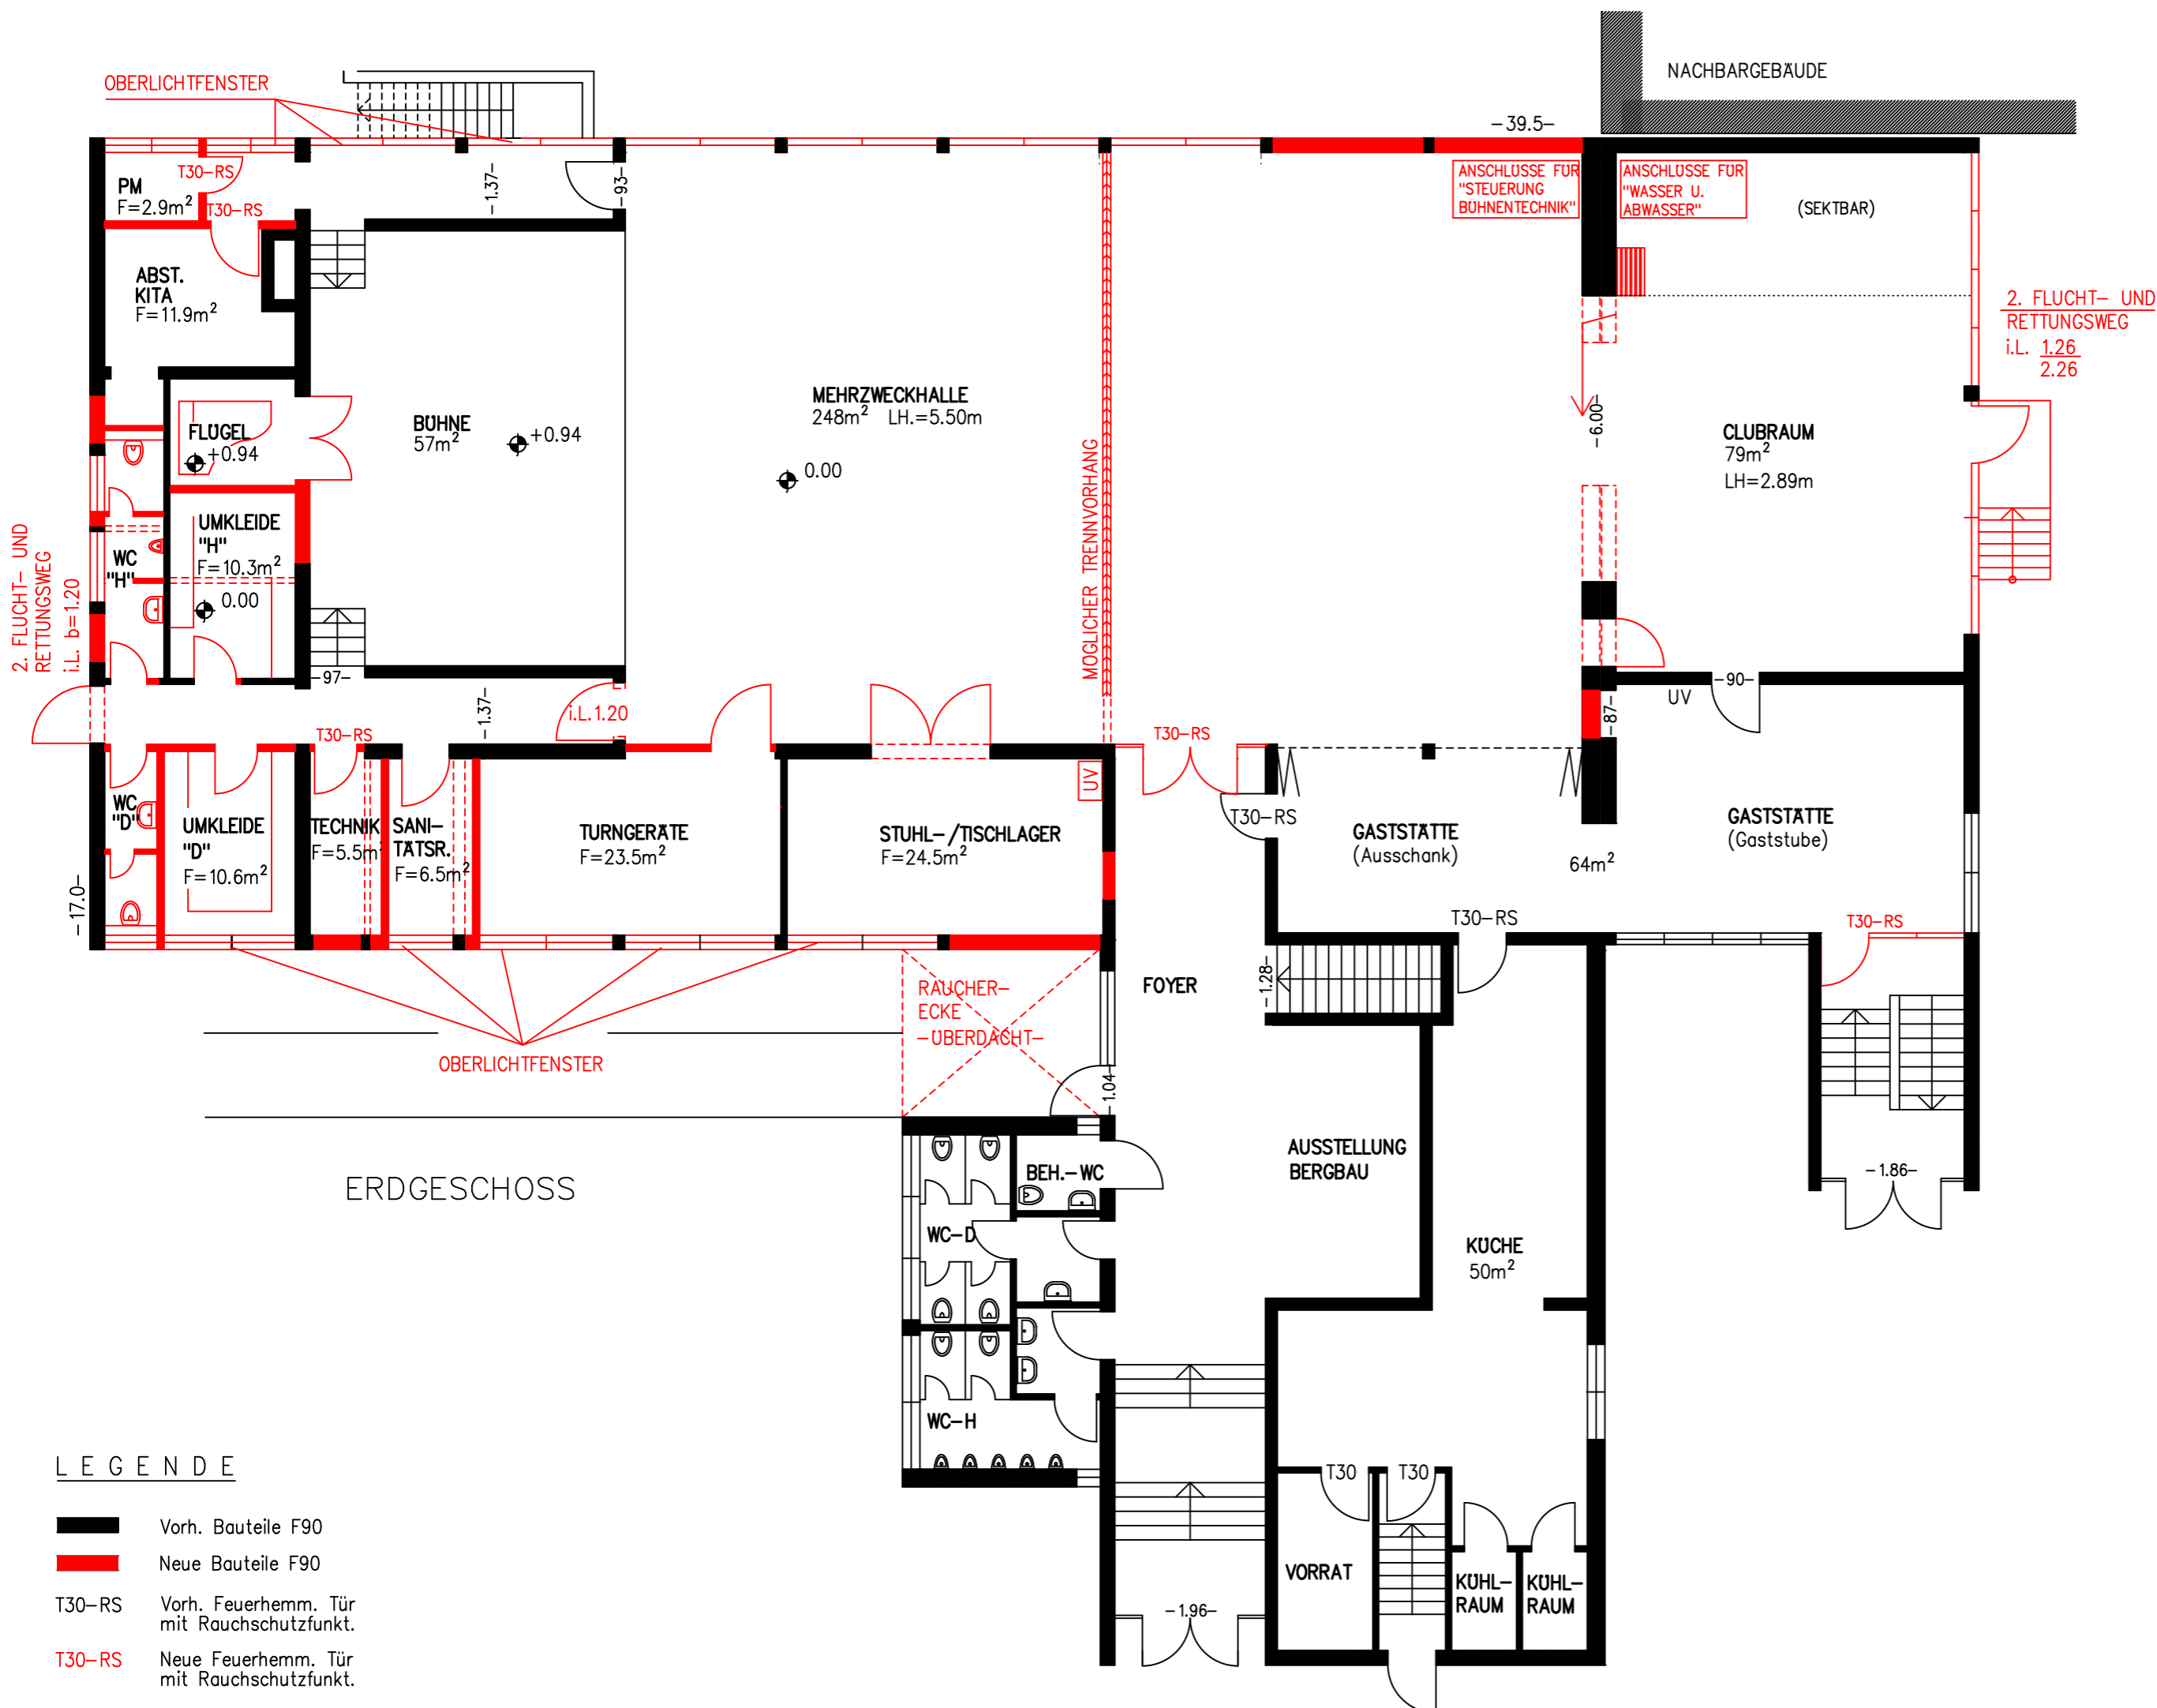 NACHBARGEBÄUDE
OBERLICHTFENSTER
-39.5-
T30-RS
PM
F=2.9m²
T30-RS
-1.37-
-93-
ANSCHLÜSSE FÜR
"STEUERUNG
BÜHNENTECHNIK"
ANSCHLÜSSE FÜR
"WASSER U.
ABWASSER"
(SEKTBAR)
ABST.
KITA
F=11.9m²
2. FLUCHT- UND
RETTUNGSWEG
i.L. 1.26
2.26
MEHRZWECKHALLE
248m² LH.=5.50m
BÜHNE
57m²
+0.94
FLÜGEL
+0.94
0.00
MÖGLICHER TRENNVORHANG
-6.00-
CLUBRAUM
79m²
LH=2.89m
2. FLUCHT- UND
RETTUNGSWEG
i.L. b=1.20
WC
"H"
UMKLEIDE
"H"
F=10.3m²
0.00
-97-
-1.37-
i.L.1.20
T30-RS
T30-RS
-87-
UV
-90-
UV
WC
"D"
UMKLEIDE
"D"
F=10.6m²
TECHNIK
F=5.5m²
SANI-
TÄTSR.
F=6.5m²
TURNGERÄTE
F=23.5m²
STUHL-/TISCHLAGER
F=24.5m²
T30-RS
GASTSTÄTTE
(Ausschank)
64m²
GASTSTÄTTE
(Gaststube)
-17.0-
T30-RS
T30-RS
RAUCHER-
ECKE
-ÜBERDACHT-
FOYER
-1.28-
OBERLICHTFENSTER
-1.04-
ERDGESCHOSS
BEH.-WC
AUSSTELLUNG
BERGBAU
-1.86-
WC-D
KÜCHE
50m²
WC-H
T30
T30
VORRAT
KÜHL-
RAUM
KÜHL-
RAUM
-1.96-
LEGENDE
Vorh. Bauteile F90
Neue Bauteile F90
T30-RS Vorh. Feuerhemm. Tür
mit Rauchschutzfunkt.
T30-RS Neue Feuerhemm. Tür
mit Rauchschutzfunkt.